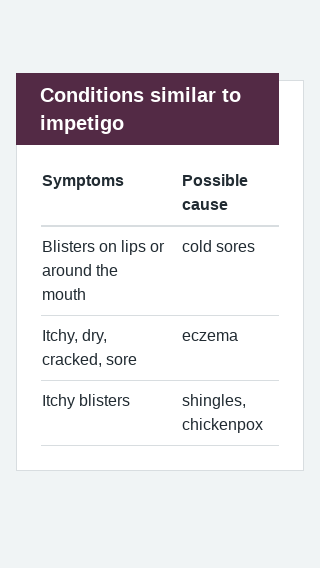 Conditions similar to
impetigo
Symptoms
Possible
cause
Blisters on lips or
around the
mouth
cold sores
Itchy, dry,
cracked, sore
eczema
Itchy blisters
shingles,
chickenpox